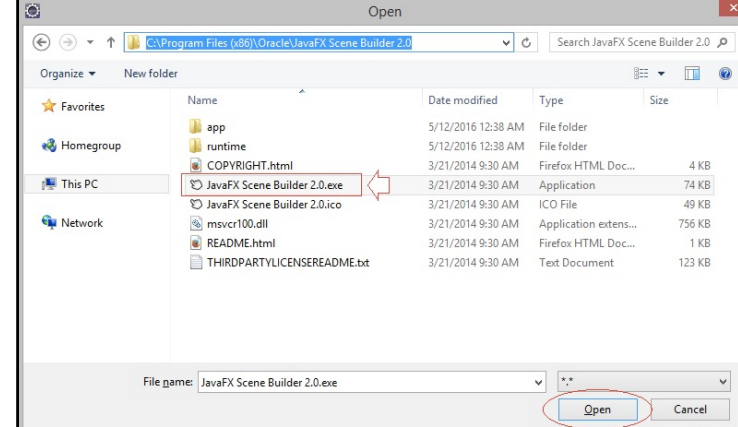 Open
C:\Program Files (x86)\Oracle\JavaFX Scene Builder 2.0
Search JavaFX Scene Builder 2.0
Organize New folder
Name Date modified Type Size
Favorites
Homegroup
This PC
Network
app 5/12/2016 12:38 AM File folder
runtime 5/12/2016 12:38 AM File folder
COPYRIGHT.html 3/21/2014 9:30 AM Firefox HTML Doc... 4 KB
JavaFX Scene Builder 2.0.exe 3/21/2014 9:30 AM Application 74 KB
JavaFX Scene Builder 2.0.ico 3/21/2014 9:30 AM ICO File 49 KB
msvcr100.dll 3/21/2014 9:30 AM Application extens... 756 KB
README.html 3/21/2014 9:30 AM Firefox HTML Doc... 1 KB
THIRDPARTYLICENSEREADME.txt 3/21/2014 9:30 AM Text Document 123 KB
File name: JavaFX Scene Builder 2.0.exe *.*
Open Cancel